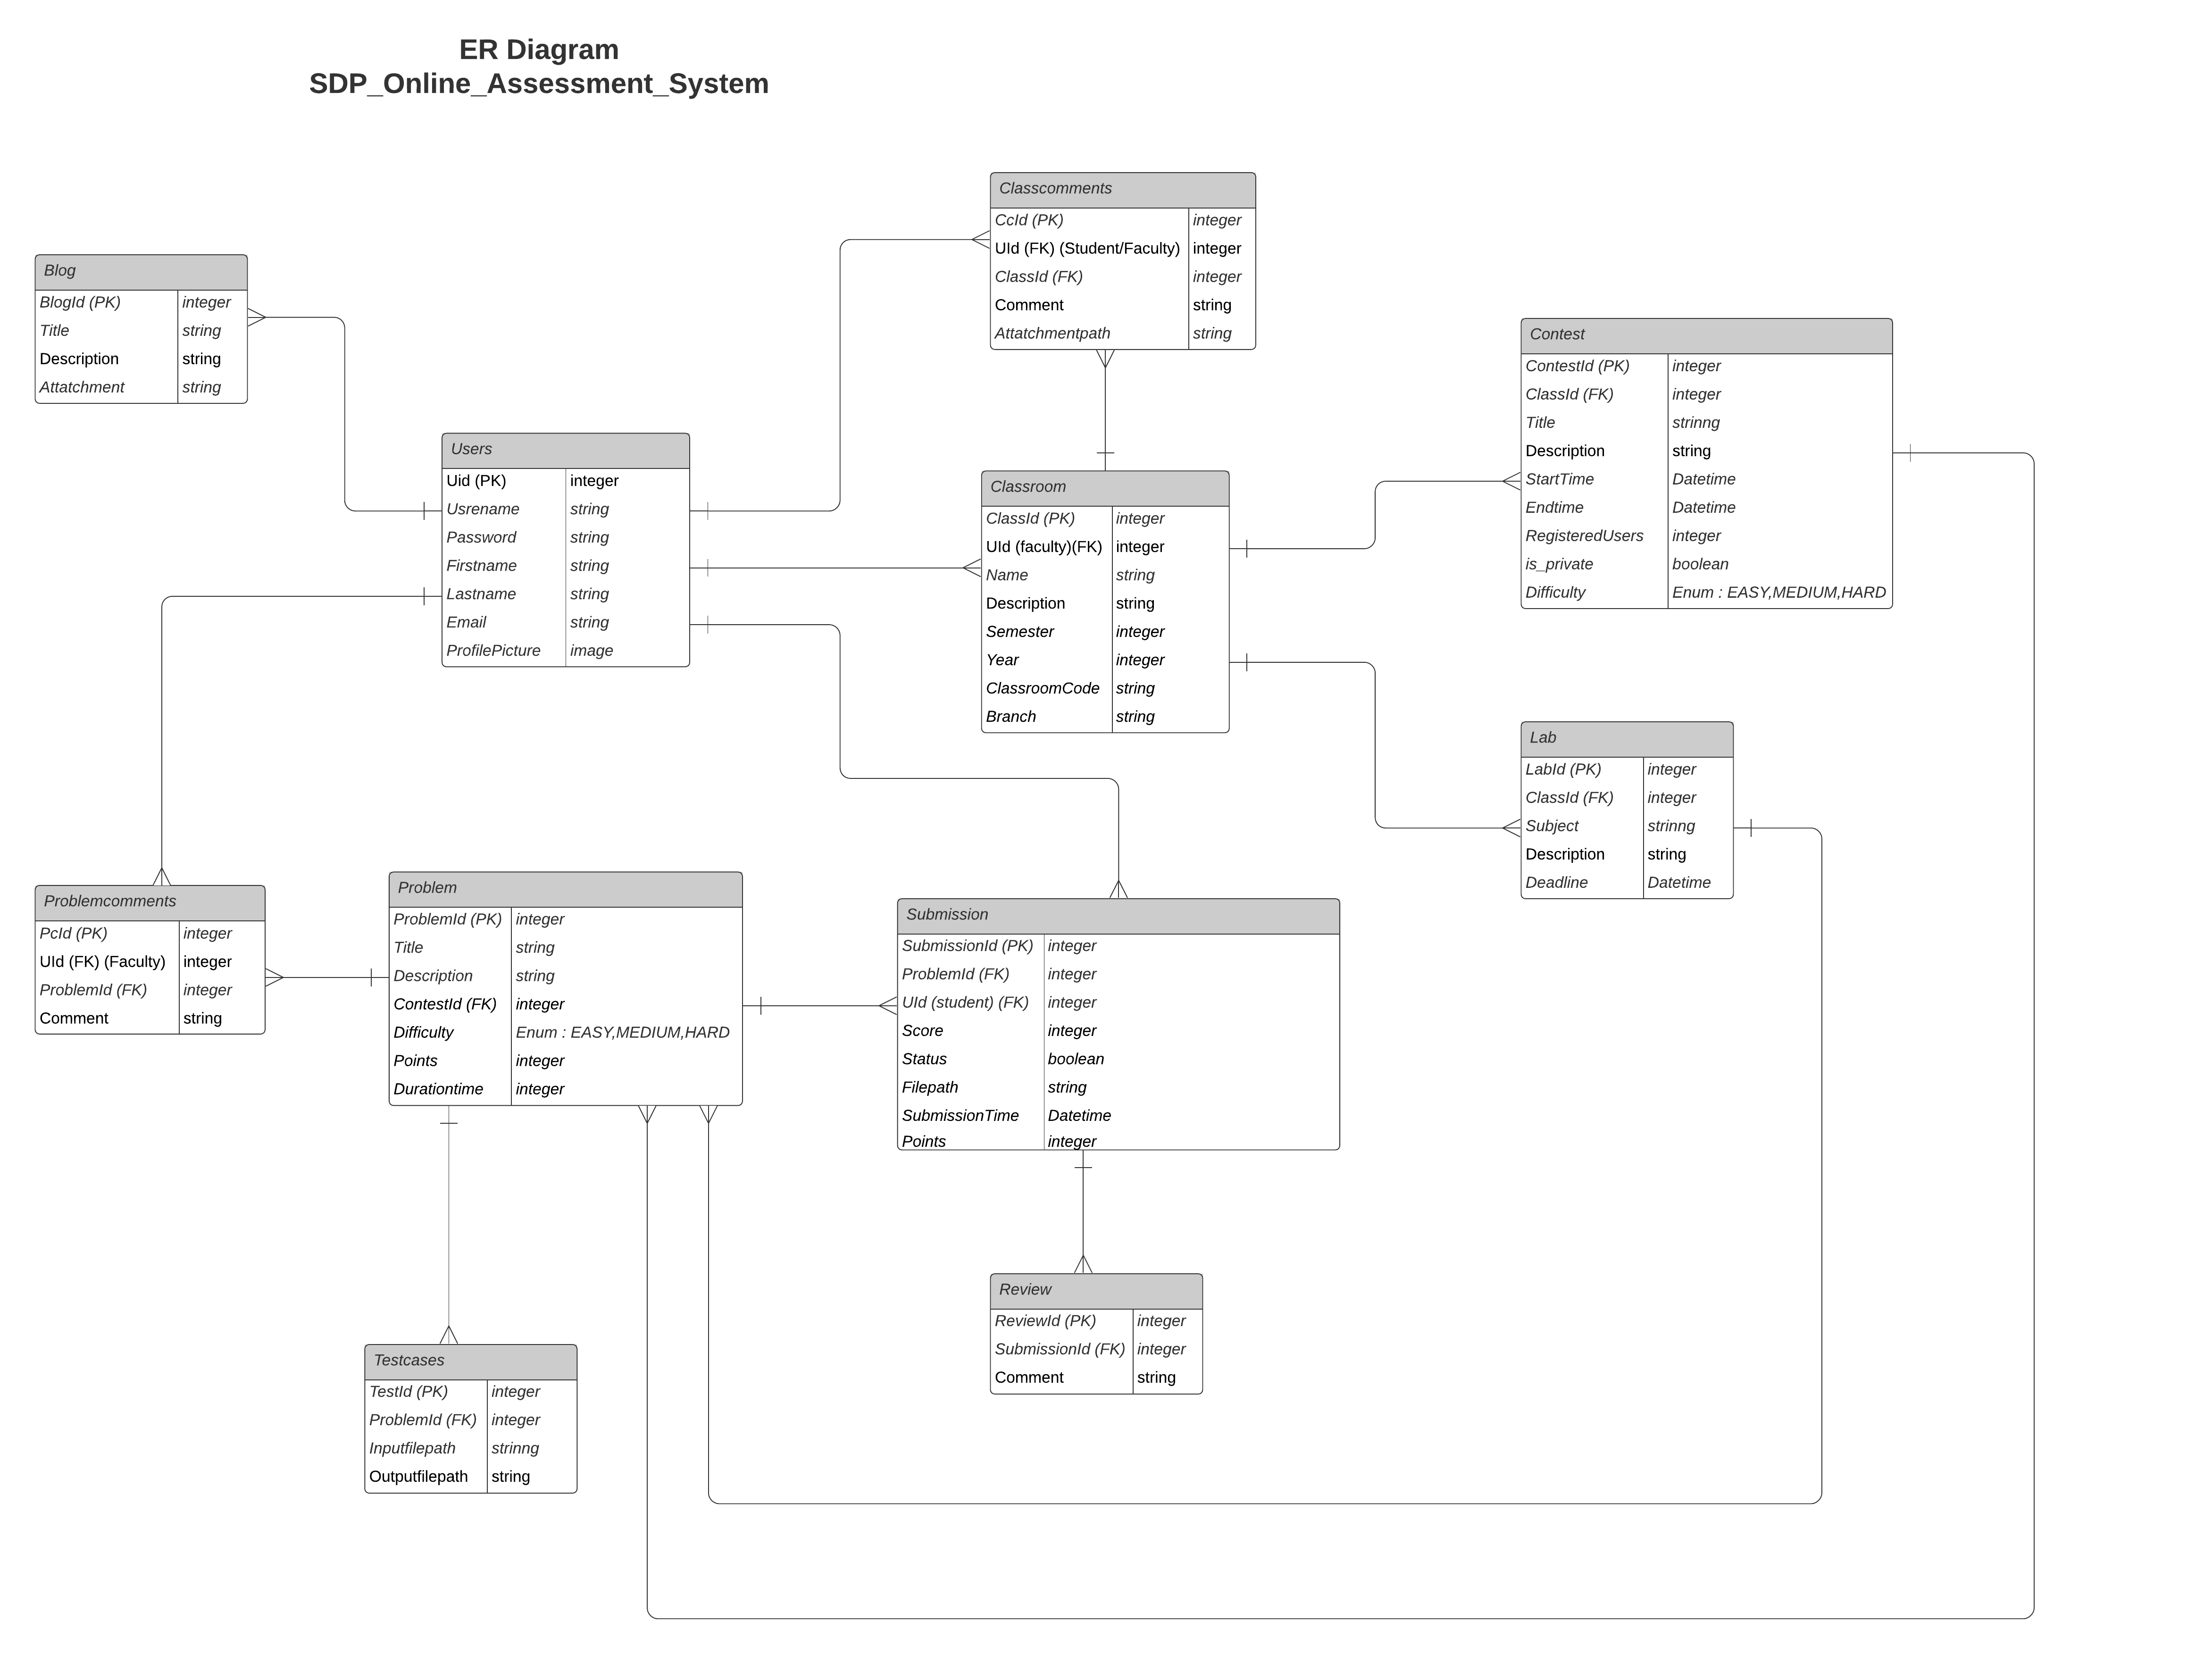 ER Diagram
SDP_Online_Assessment_System
Classcomments
CcId (PK) integer
UId (FK) (Student/Faculty) integer
ClassId (FK) integer
Comment string
Attatchmentpath string
Blog
BlogId (PK) integer
Title string
Description string
Attatchment string
Contest
ContestId (PK) integer
ClassId (FK) integer
Title strinng
Description string
StartTime Datetime
Endtime Datetime
RegisteredUsers integer
is_private boolean
Difficulty Enum : EASY,MEDIUM,HARD
Users
Uid (PK) integer
Usrename string
Password string
Firstname string
Lastname string
Email string
ProfilePicture image
Classroom
ClassId (PK) integer
UId (faculty)(FK) integer
Name string
Description string
Semester integer
Year integer
ClassroomCode string
Branch string
Lab
LabId (PK) integer
ClassId (FK) integer
Subject strinng
Description string
Deadline Datetime
Problemcomments
PcId (PK) integer
UId (FK) (Faculty) integer
ProblemId (FK) integer
Comment string
Problem
ProblemId (PK) integer
Title string
Description string
ContestId (FK) integer
Difficulty Enum : EASY,MEDIUM,HARD
Points integer
Durationtime integer
Submission
SubmissionId (PK) integer
ProblemId (FK) integer
UId (student) (FK) integer
Score integer
Status boolean
Filepath string
SubmissionTime Datetime
Points integer
Review
ReviewId (PK) integer
SubmissionId (FK) integer
Comment string
Testcases
TestId (PK) integer
ProblemId (FK) integer
Inputfilepath strinng
Outputfilepath string